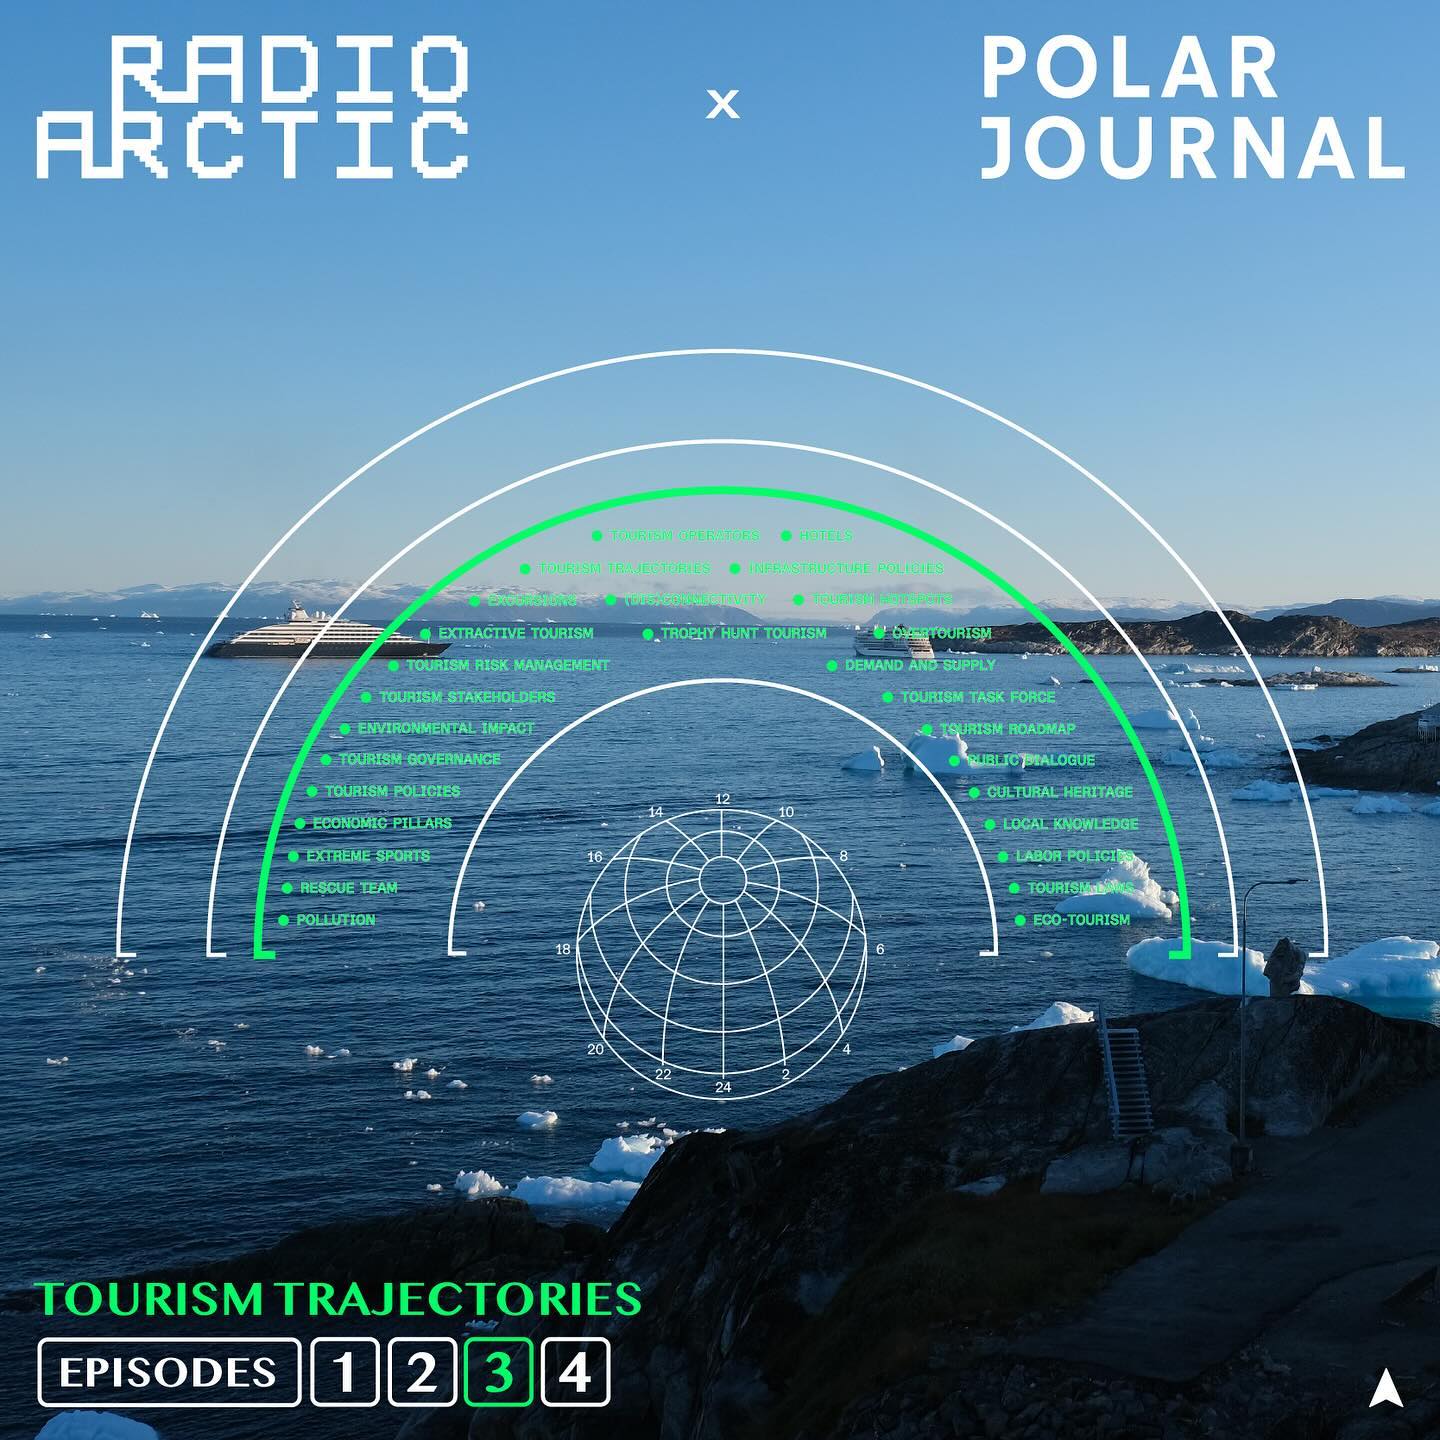 RADIO
ARCTIC
x
POLAR
JOURNAL
TOURISM OPERATORS HOTELS
TOURISM TRAJECTORIES INFRASTRUCTURE POLICIES
EXCURSIONS (DIS)CONNECTIVITY TOURISM HOTSPOTS
EXTRACTIVE TOURISM TROPHY HUNT TOURISM OVERTOURISM
TOURISM RISK MANAGEMENT DEMAND AND SUPPLY
TOURISM STAKEHOLDERS TOURISM TASK FORCE
ENVIRONMENTAL IMPACT TOURISM ROADMAP
TOURISM GOVERNANCE PUBLIC DIALOGUE
TOURISM POLICIES CULTURAL HERITAGE
ECONOMIC PILLARS LOCAL KNOWLEDGE
EXTREME SPORTS LABOR POLICIES
RESCUE TEAM TOURISM LAWS
POLLUTION ECO-TOURISM
12
14 10
16 8
18 6
20 4
22 2
24
TOURISM TRAJECTORIES
EPISODES 1 2 3 4